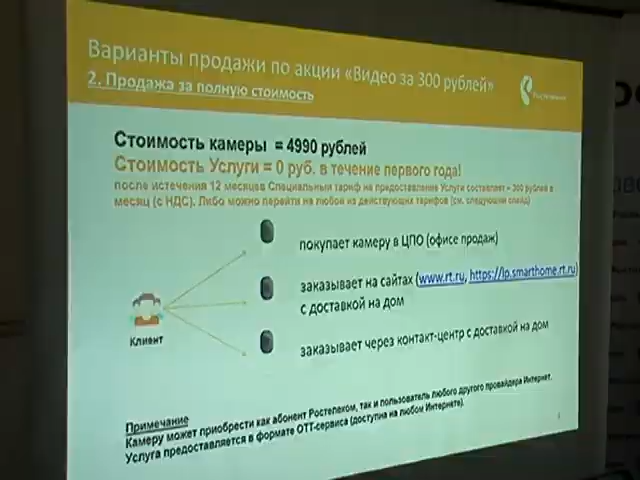 Варианты продажи по акции «Видео за 300 рублей»
2. Продажа за полную стоимость
Стоимость камеры = 4990 рублей
Стоимость Услуги = 0 руб. в течение первого года!
после истечения 12 месяцев Специальный тариф на предоставление Услуги составляет – 300 рублей в
месяц (с НДС). Либо можно перейти на любой из действующих тарифов (см. следующий слайд)
покупает камеру в ЦПО (офисе продаж)
заказывает на сайтах (www.rt.ru, https://lp.smarthome.rt.ru)
с доставкой на дом
Клиент
заказывает через контакт-центр с доставкой на дом
Примечание
Камеру может приобрести как абонент Ростелеком, так и пользователь любого другого провайдера Интернет.
Услуга предоставляется в формате ОТТ-сервиса (доступна на любом Интернете).